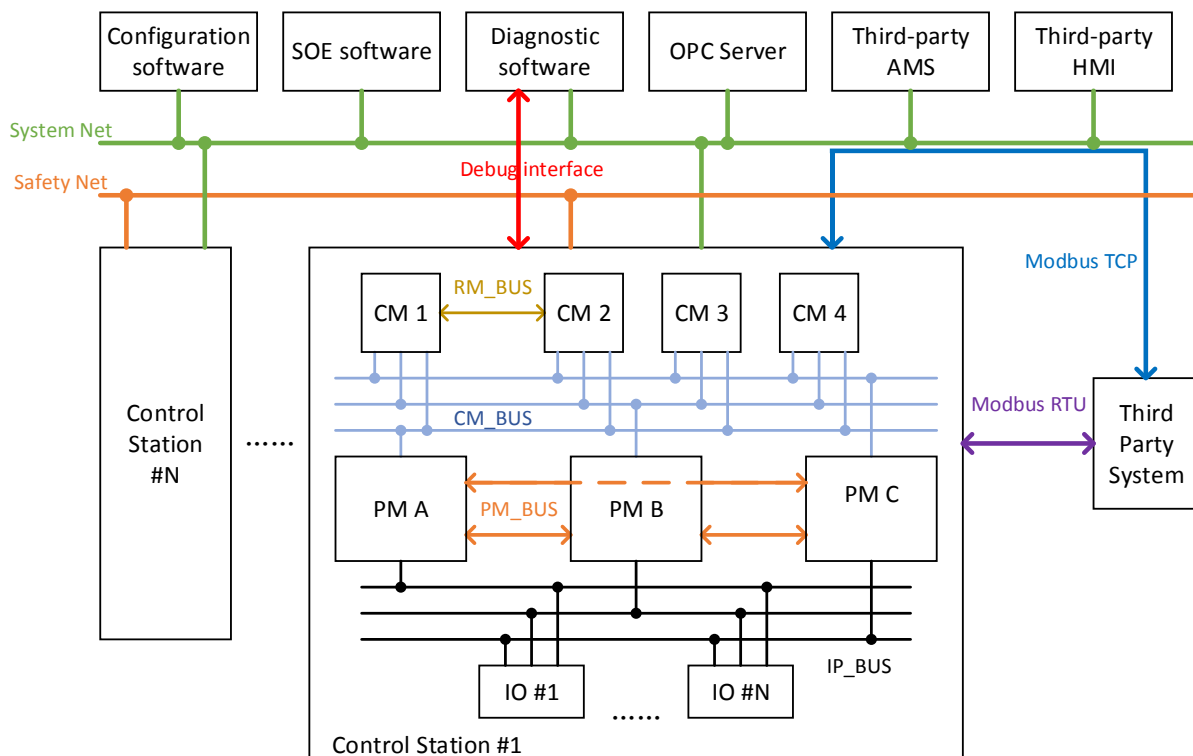 Configuration
software
SOE software
Diagnostic
software
OPC Server
Third-party
AMS
Third-party
HMI
System Net
Debug interface
Safety Net
Modbus TCP
CM 1
RM_BUS
CM 2
CM 3
CM 4
CM_BUS
Control
Station
#N
......
Modbus RTU
Third
Party
System
PM A
PM_BUS
PM B
PM C
IP_BUS
IO #1
......
IO #N
Control Station #1